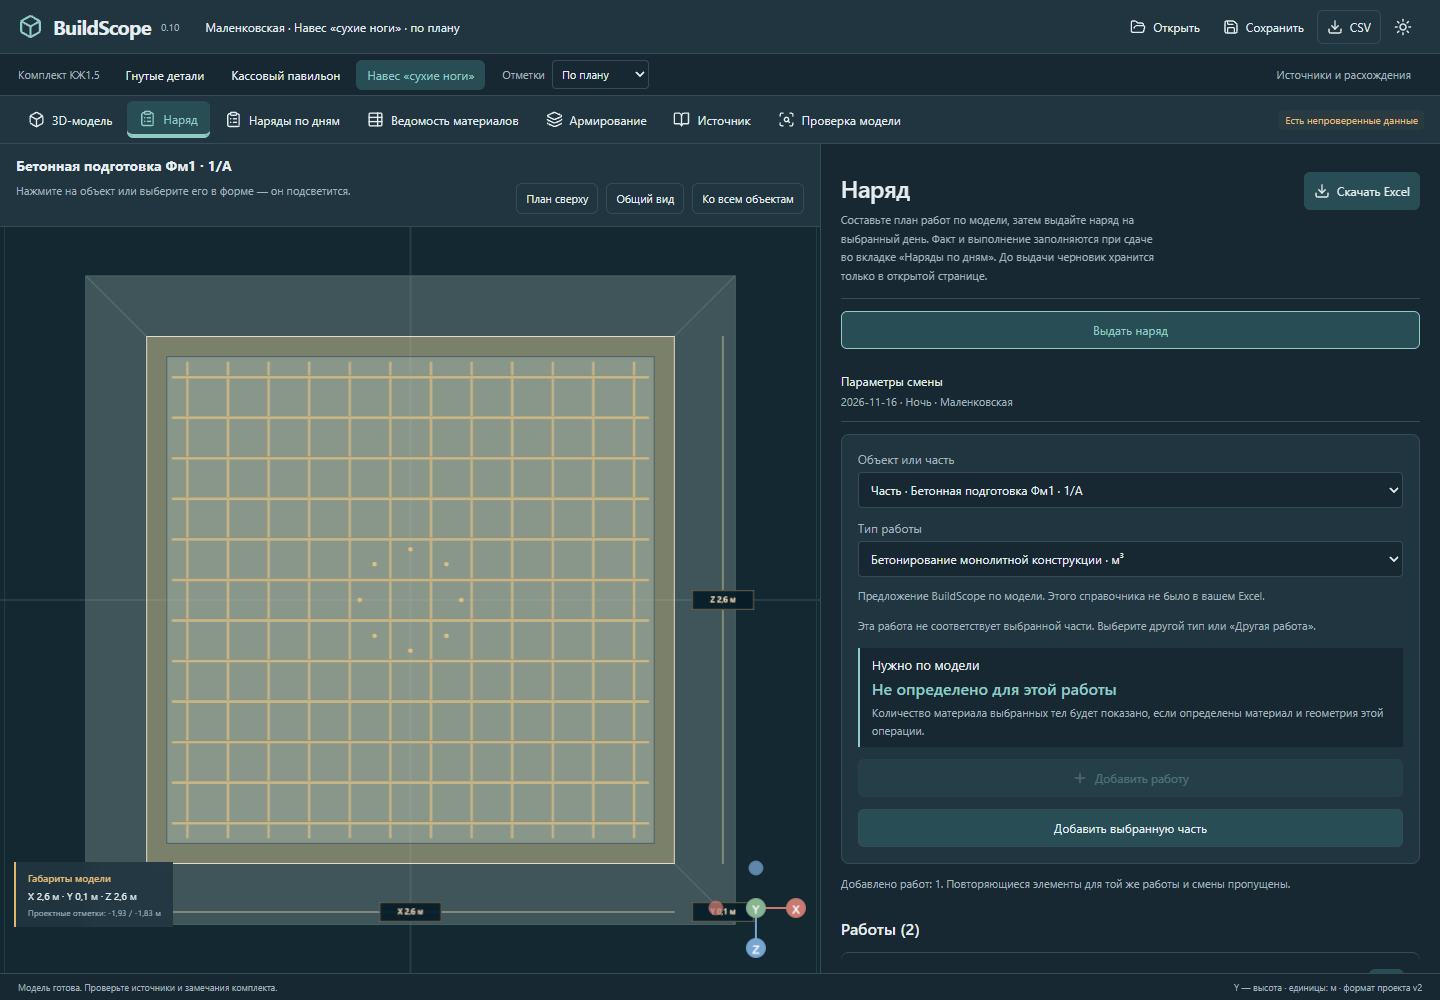 BuildScope 0.10 Маленковская · Навес «сухие ноги» · по плану Открыть Сохранить CSV
Комплект КЖ1.5 Гнутые детали Кассовый павильон Навес «сухие ноги» Отметки По плану Источники и расхождения
3D-модель Наряд Наряды по дням Ведомость материалов Армирование Источник Проверка модели Есть непроверенные данные
Бетонная подготовка Фм1 · 1/А
Нажмите на объект или выберите его в форме — он подсветится.
План сверху Общий вид Ко всем объектам
Z 2,6 м
Габариты модели
X 2,6 м · Y 0,1 м · Z 2,6 м
Проектные отметки: -1,93 / -1,83 м
X 2,6 м
Y 0,1 м
Y X
Z
Наряд
Скачать Excel
Составьте план работ по модели, затем выдайте наряд на
выбранный день. Факт и выполнение заполняются при сдаче
во вкладке «Наряды по дням». До выдачи черновик хранится
только в открытой странице.
Выдать наряд
Параметры смены
2026-11-16 · Ночь · Маленковская
Объект или часть
Часть · Бетонная подготовка Фм1 · 1/А
Тип работы
Бетонирование монолитной конструкции · м³
Предложение BuildScope по модели. Этого справочника не было в вашем Excel.
Эта работа не соответствует выбранной части. Выберите другой тип или «Другая работа».
Нужно по модели
Не определено для этой работы
Количество материала выбранных тел будет показано, если определены материал и геометрия этой
операции.
Добавить работу
Добавить выбранную часть
Добавлено работ: 1. Повторяющиеся элементы для той же работы и смены пропущены.
Работы (2)
Модель готова. Проверьте источники и замечания комплекта.
Y — высота · единицы: м · формат проекта v2